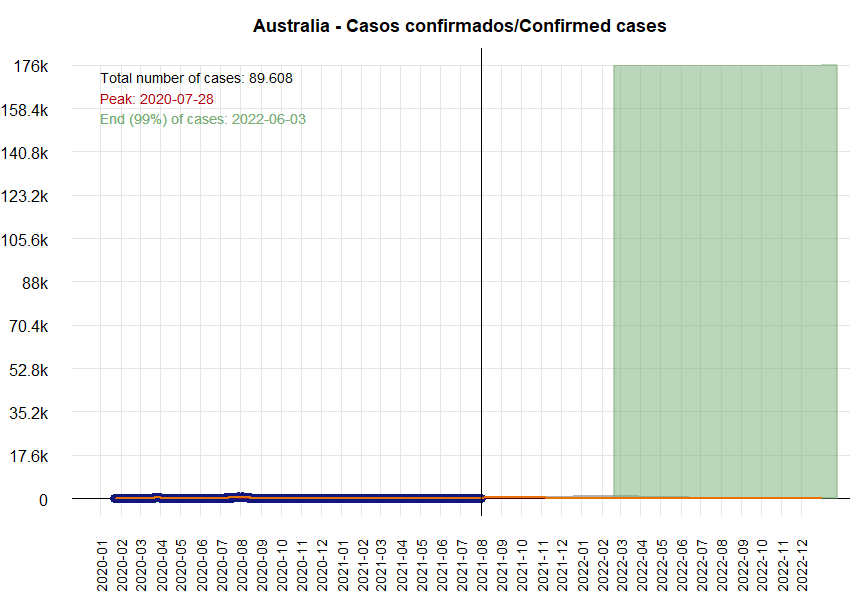 Australia - Casos confirmados/Confirmed cases
Total number of cases: 89.608
Peak: 2020-07-28
End (99%) of cases: 2022-06-03
176k
158.4k
140.8k
123.2k
105.6k
88k
70.4k
52.8k
35.2k
17.6k
0
2020-01
2020-02
2020-03
2020-04
2020-05
2020-06
2020-07
2020-08
2020-09
2020-10
2020-11
2020-12
2021-01
2021-02
2021-03
2021-04
2021-05
2021-06
2021-07
2021-08
2021-09
2021-10
2021-11
2021-12
2022-01
2022-02
2022-03
2022-04
2022-05
2022-06
2022-07
2022-08
2022-09
2022-10
2022-11
2022-12